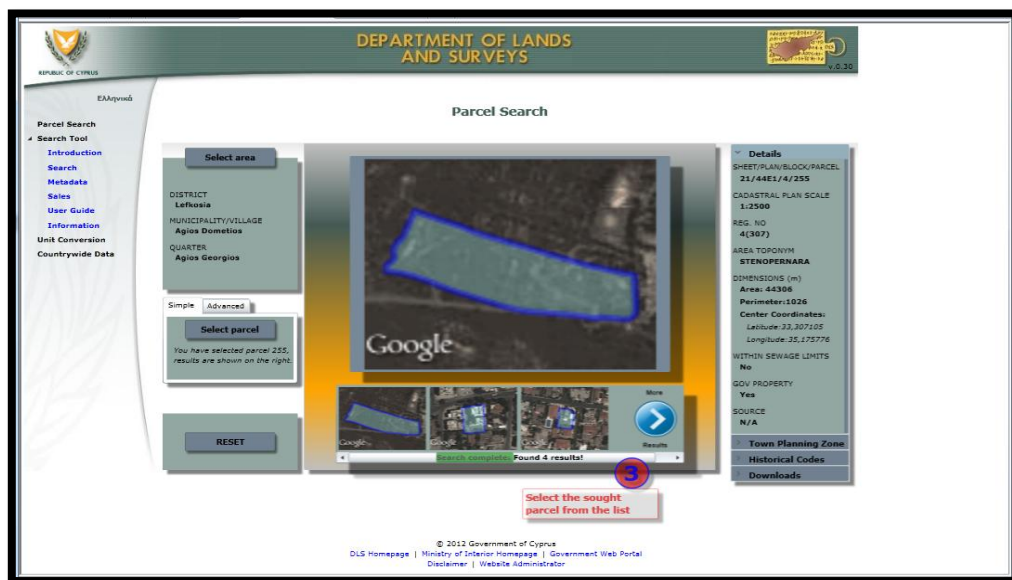 DEPARTMENT OF LANDS
AND SURVEYS
REPUBLIC OF CYPRUS
v.0.30
Ελληνικά
Parcel Search
Search Tool
Introduction
Search
Metadata
Sales
User Guide
Information
Unit Conversion
Countrywide Data
Parcel Search
Select area
DISTRICT
Lefkosia
MUNICIPALITY/VILLAGE
Agios Dometios
QUARTER
Agios Georgios
Simple
Advanced
Select parcel
You have selected parcel 255,
results are shown on the right.
RESET
Google
Google
Google
Google
More
Results
Search complete: Found 4 results!
3
Select the sought
parcel from the list
Details
SHEET/PLAN/BLOCK/PARCEL
21/44E1/4/255
CADASTRAL PLAN SCALE
1:2500
REG. NO
4(307)
AREA TOPONYM
STENOPERNARA
DIMENSIONS (m)
Area: 44306
Perimeter:1026
Center Coordinates:
Latitude:33,307105
Longitude:35,175776
WITHIN SEWAGE LIMITS
No
GOV PROPERTY
Yes
SOURCE
N/A
Town Planning Zone
Historical Codes
Downloads
© 2012 Government of Cyprus
DLS Homepage | Ministry of Interior Homepage | Government Web Portal
Disclaimer | Website Administrator